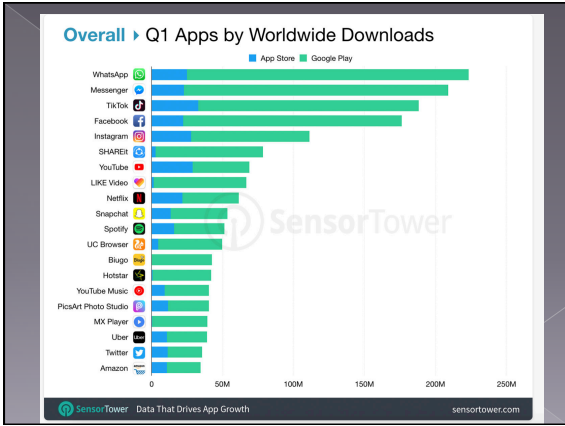 Overall ▸ Q1 Apps by Worldwide Downloads
App Store Google Play
WhatsApp
Messenger
TikTok
Facebook
Instagram
SHAREit
YouTube
LIKE Video
Netflix
Snapchat
Spotify
UC Browser
Biugo
Hotstar
YouTube Music
PicsArt Photo Studio
MX Player
Uber
Twitter
Amazon
SensorTower
0 50M 100M 150M 200M 250M
SensorTower Data That Drives App Growth sensortower.com